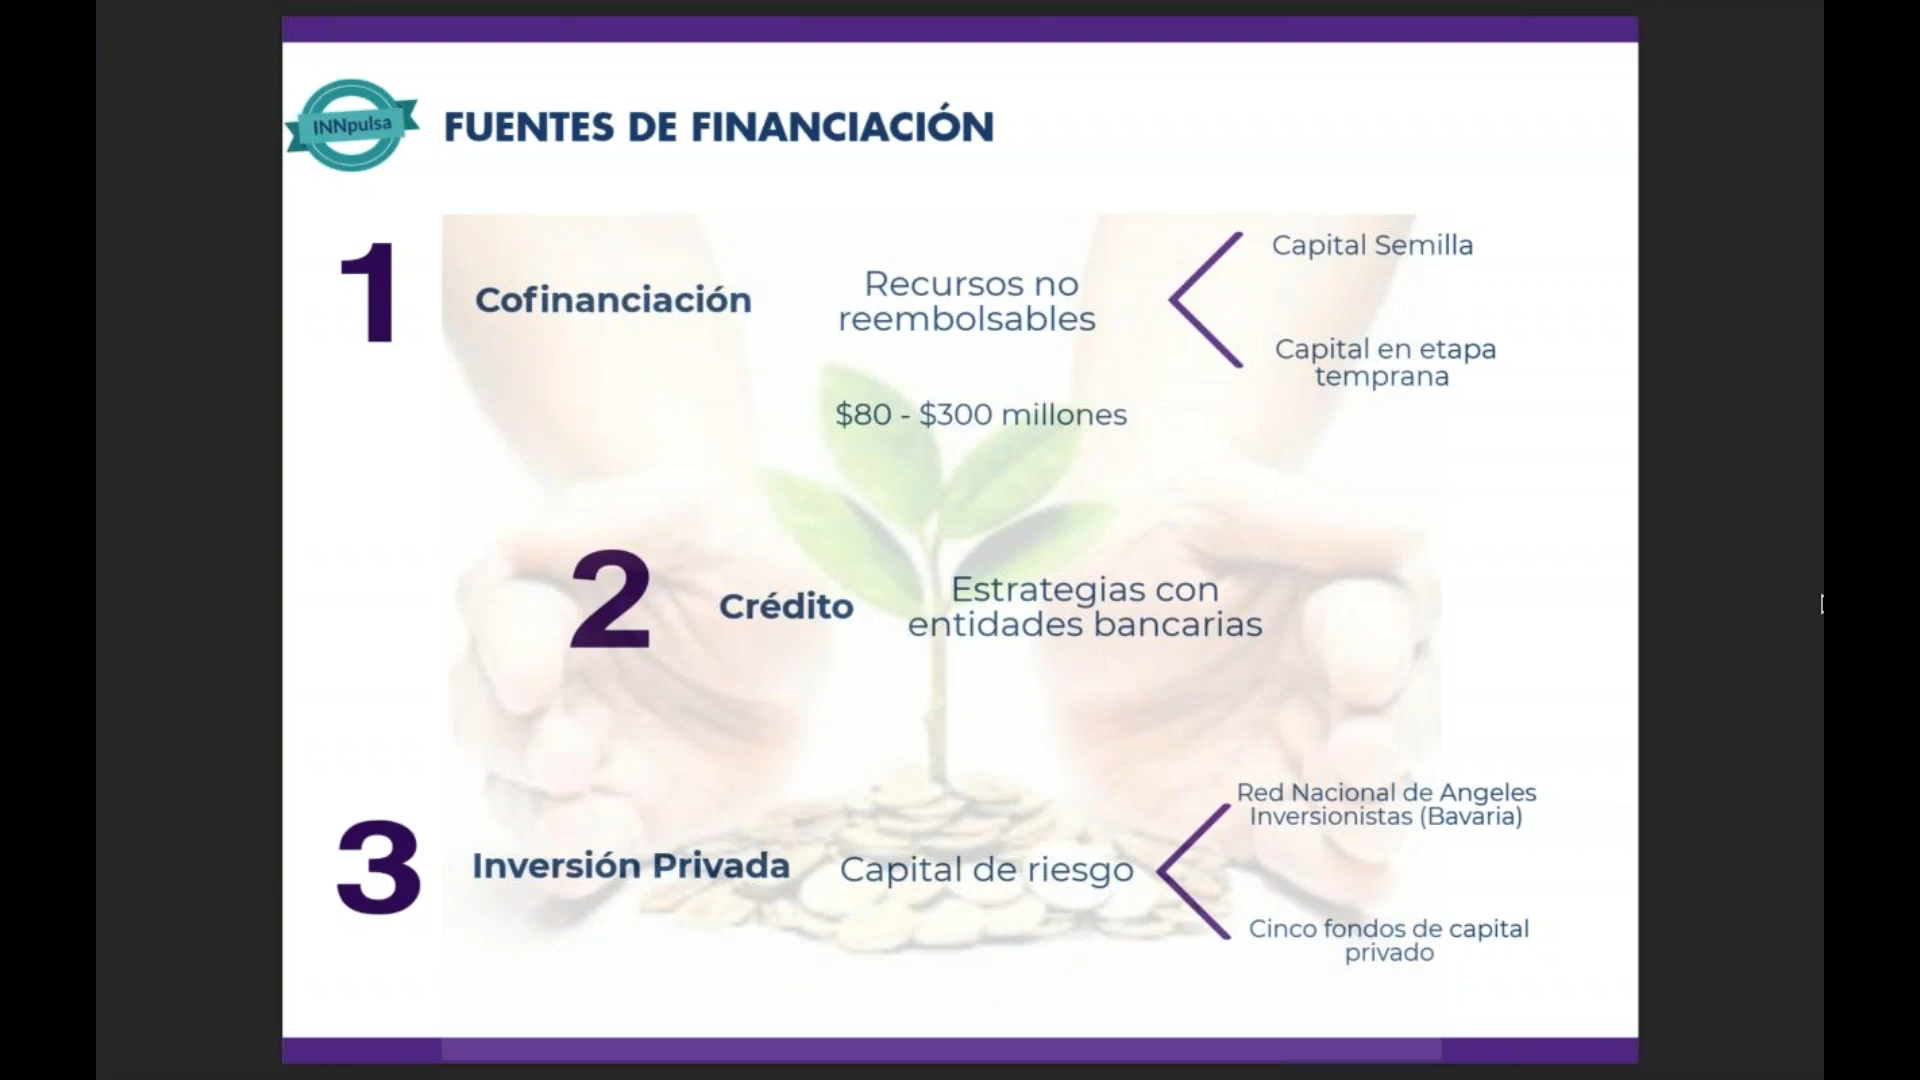 INNpulsa
FUENTES DE FINANCIACIÓN
1
Cofinanciación
Recursos no
reembolsables
$80 - $300 millones
Capital Semilla
Capital en etapa
temprana
2
Crédito
Estrategias con
entidades bancarias
3
Inversión Privada
Capital de riesgo
Red Nacional de Angeles
Inversionistas (Bavaria)
Cinco fondos de capital
privado